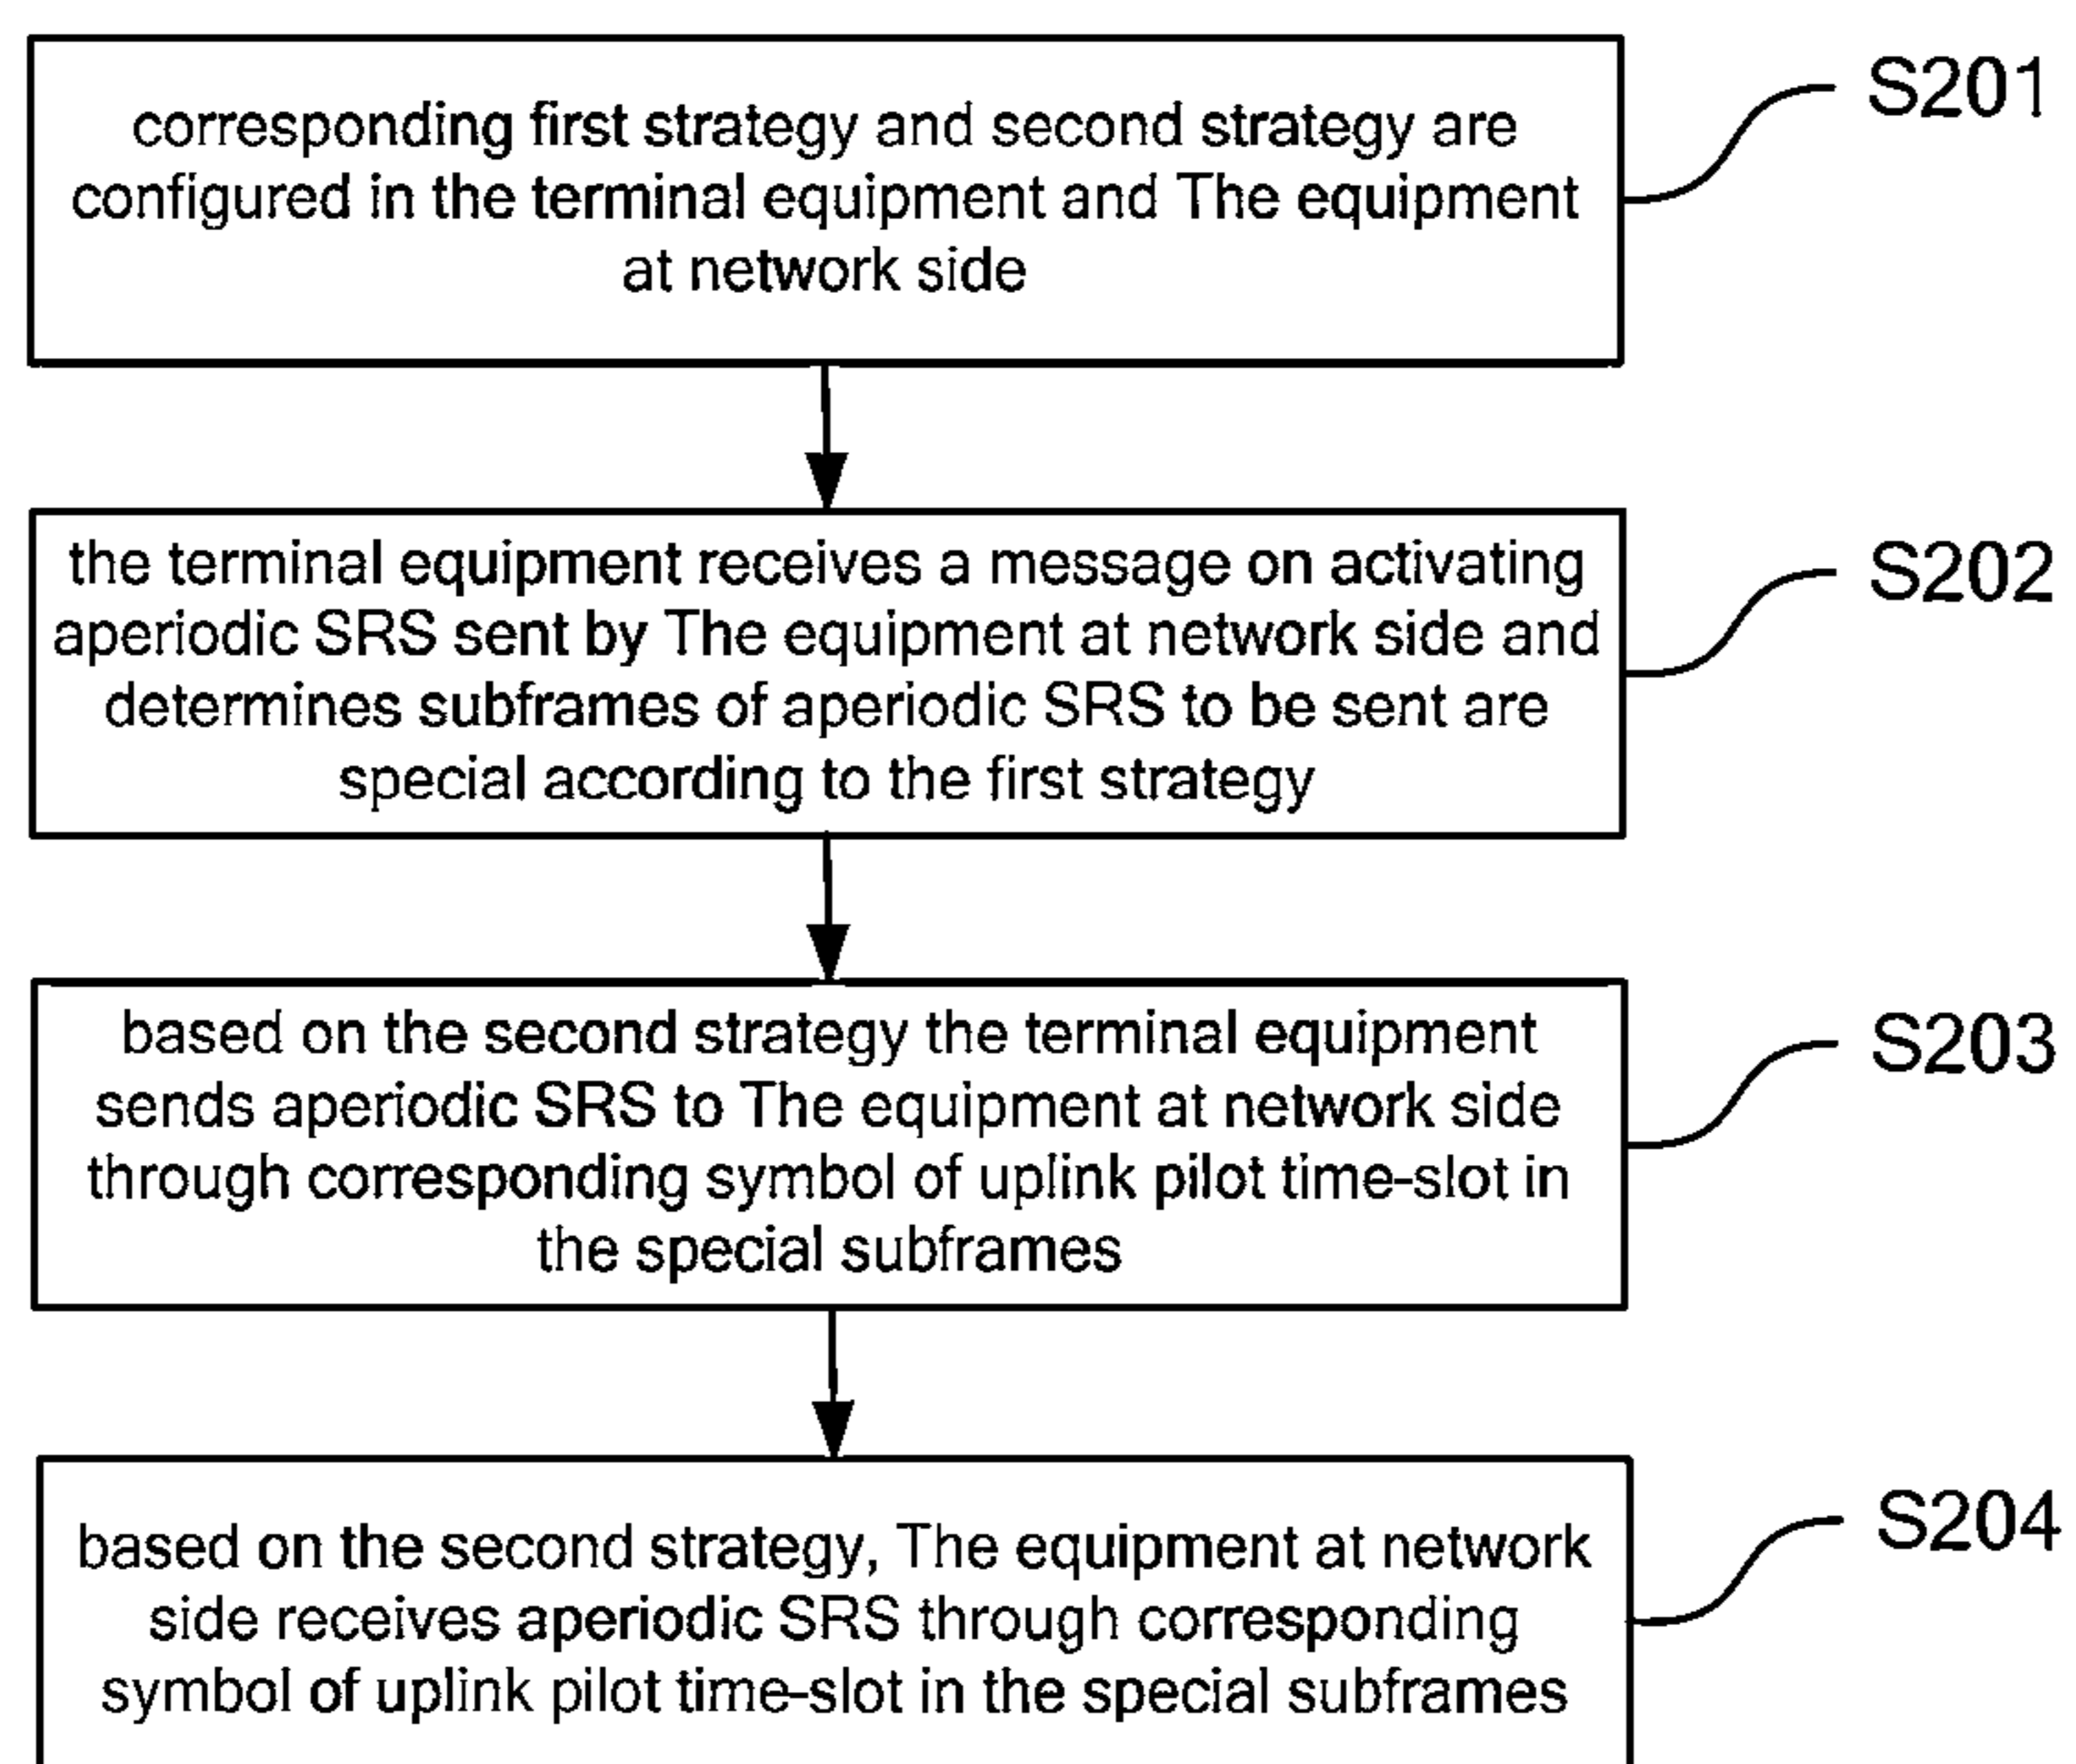 corresponding first strategy and second strategy are
configured in the terminal equipment and The equipment
at network side
S201
the terminal equipment receives a message on activating
aperiodic SRS sent by The equipment at network side and
determines subframes of aperiodic SRS to be sent are
special according to the first strategy
S202
based on the second strategy the terminal equipment
sends aperiodic SRS to The equipment at network side
through corresponding symbol of uplink pilot time-slot in
the special subframes
S203
based on the second strategy, The equipment at network
side receives aperiodic SRS through corresponding
symbol of uplink pilot time-slot in the special subframes
S204